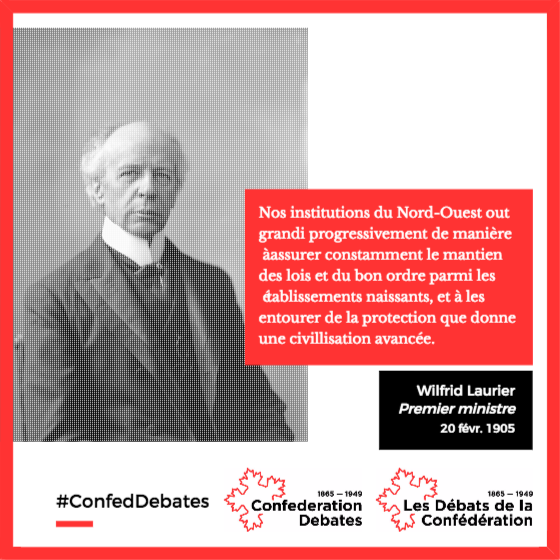 Nos institutions du Nord-Ouest out
grandi progressivement de manière
àassurer constamment le mantien
des lois et du bon ordre parmi les
établissements naissants, et à les
entourer de la protection que donne
une civillisation avancée.
Wilfrid Laurier
Premier ministre
20 févr. 1905
#ConfedDebates
1865 — 1949
Confederation
Debates
1865 — 1949
Les Débats de la
Confédération